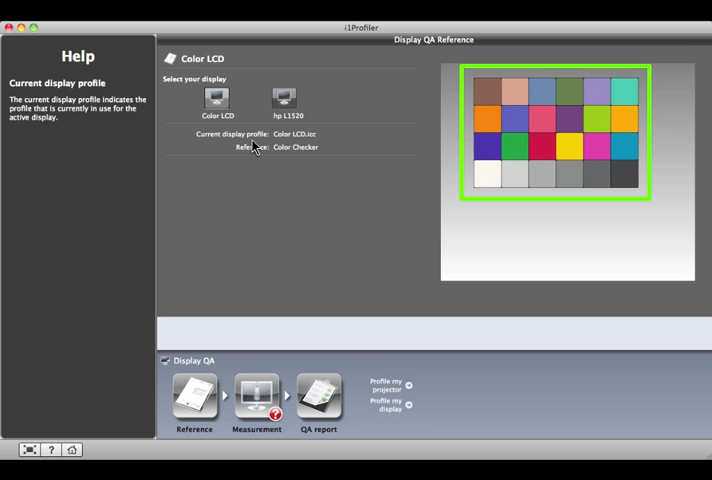 i1Profiler
Display QA Reference
Help
Current display profile
The current display profile indicates the
profile that is currently in use for the
active display.
Color LCD
Select your display
Color LCD
hp L1520
Current display profile: Color LCD.icc
Reference: Color Checker
Display QA
Reference
Measurement
?
QA report
Profile my
projector
Profile my
display
?